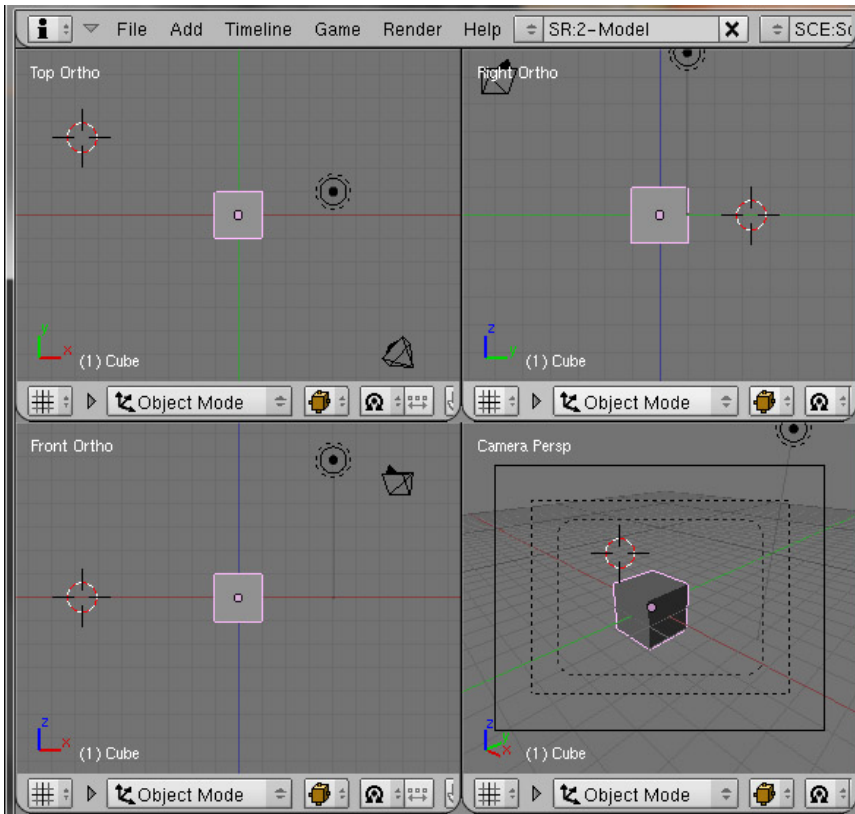 File Add Timeline Game Render Help SR:2-Model SCE:Sc
Top Ortho
Right Ortho
y
x
(1) Cube
z
y
(1) Cube
Object Mode
Object Mode
Front Ortho
Camera Persp
z
x
(1) Cube
z
y
x
(1) Cube
Object Mode
Object Mode